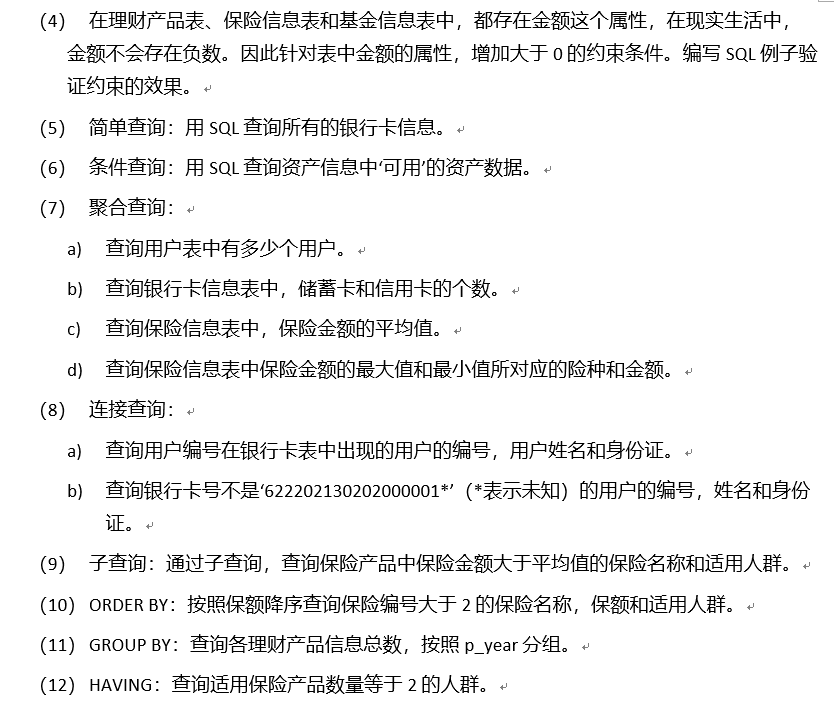 (4) 在理财产品表、保险信息表和基金信息表中，都存在金额这个属性，在现实生活中，
金额不会存在负数。因此针对表中金额的属性，增加大于 0 的约束条件。编写 SQL 例子验
证约束的效果。
(5) 简单查询：用 SQL 查询所有的银行卡信息。
(6) 条件查询：用 SQL 查询资产信息中‘可用’的资产数据。
(7) 聚合查询：
a) 查询用户表中有多少个用户。
b) 查询银行卡信息表中，储蓄卡和信用卡的个数。
c) 查询保险信息表中，保险金额的平均值。
d) 查询保险信息表中保险金额的最大值和最小值所对应的险种和金额。
(8) 连接查询：
a) 查询用户编号在银行卡表中出现的用户的编号，用户姓名和身份证。
b) 查询银行卡号不是‘622202130202000001*’（*表示未知）的用户的编号，姓名和身份
证。
(9) 子查询：通过子查询，查询保险产品中保险金额大于平均值的保险名称和适用人群。
(10) ORDER BY：按照保额降序查询保险编号大于 2 的保险名称，保额和适用人群。
(11) GROUP BY：查询各理财产品信息总数，按照 p_year 分组。
(12) HAVING：查询适用保险产品数量等于 2 的人群。